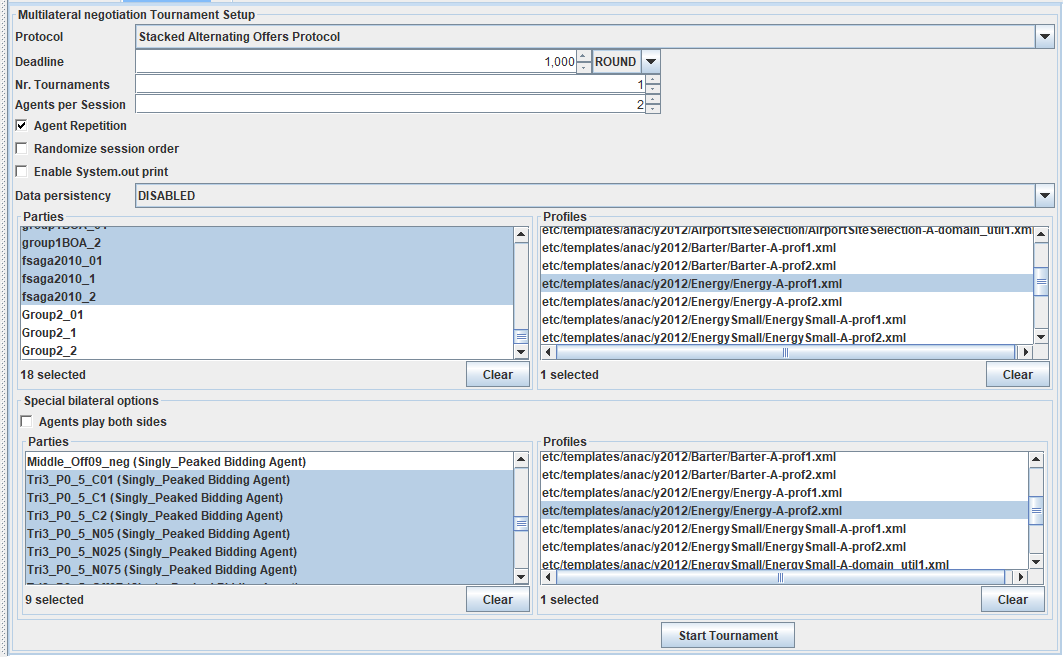 Multilateral negotiation Tournament Setup
Protocol Stacked Alternating Offers Protocol
Deadline 1,000 ROUND
Nr. Tournaments 1
Agents per Session 2
Agent Repetition
Randomize session order
Enable System.out print
Data persistency DISABLED
Parties
group1BOA_01
group1BOA_2
fsaga2010_01
fsaga2010_1
fsaga2010_2
Group2_01
Group2_1
Group2_2
18 selected Clear
Profiles
etc/templates/anac/y2012/AirportSiteSelection/AirportSiteSelection-A-domain_util1.xml
etc/templates/anac/y2012/Barter/Barter-A-prof1.xml
etc/templates/anac/y2012/Barter/Barter-A-prof2.xml
etc/templates/anac/y2012/Energy/Energy-A-prof1.xml
etc/templates/anac/y2012/Energy/Energy-A-prof2.xml
etc/templates/anac/y2012/EnergySmall/EnergySmall-A-prof1.xml
etc/templates/anac/y2012/EnergySmall/EnergySmall-A-prof2.xml
1 selected Clear
Special bilateral options
Agents play both sides
Parties
Middle_Off09_neg (Singly_Peaked Bidding Agent)
Tri3_P0_5_C01 (Singly_Peaked Bidding Agent)
Tri3_P0_5_C1 (Singly_Peaked Bidding Agent)
Tri3_P0_5_C2 (Singly_Peaked Bidding Agent)
Tri3_P0_5_N05 (Singly_Peaked Bidding Agent)
Tri3_P0_5_N025 (Singly_Peaked Bidding Agent)
Tri3_P0_5_N075 (Singly_Peaked Bidding Agent)
9 selected Clear
Profiles
etc/templates/anac/y2012/Barter/Barter-A-prof1.xml
etc/templates/anac/y2012/Barter/Barter-A-prof2.xml
etc/templates/anac/y2012/Energy/Energy-A-prof1.xml
etc/templates/anac/y2012/Energy/Energy-A-prof2.xml
etc/templates/anac/y2012/EnergySmall/EnergySmall-A-prof1.xml
etc/templates/anac/y2012/EnergySmall/EnergySmall-A-prof2.xml
etc/templates/anac/y2012/EnergySmall/EnergySmall-A-domain_util1.xml
1 selected Clear
Start Tournament